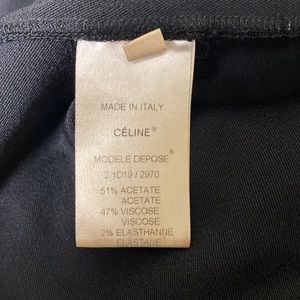 MADE IN ITALY
CÉLINE®
MODELE DEPOSE®
2 1D19 / 2970
51% ACETATE
ACETATE
47% VISCOSE
VISCOSE
2% ELASTHANNE
ELASTANE